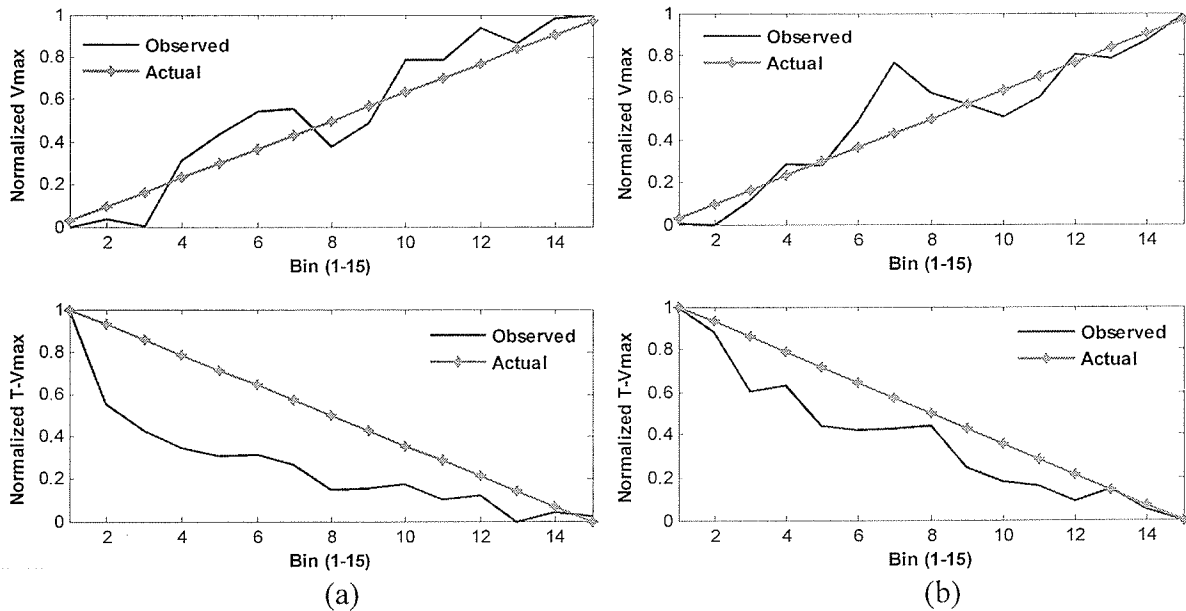 1
0.8
0.6
0.4
0.2
0
Normalized Vmax
Observed
Actual
2 4 6 8 10 12 14
Bin (1-15)
1
0.8
0.6
0.4
0.2
0
Normalized Vmax
Observed
Actual
2 4 6 8 10 12 14
Bin (1-15)
1
0.8
0.6
0.4
0.2
0
Normalized T-Vmax
Observed
Actual
2 4 6 8 10 12 14
Bin (1-15)
(a)
1
0.8
0.6
0.4
0.2
0
Normalized T-Vmax
Observed
Actual
2 4 6 8 10 12 14
Bin (1-15)
(b)